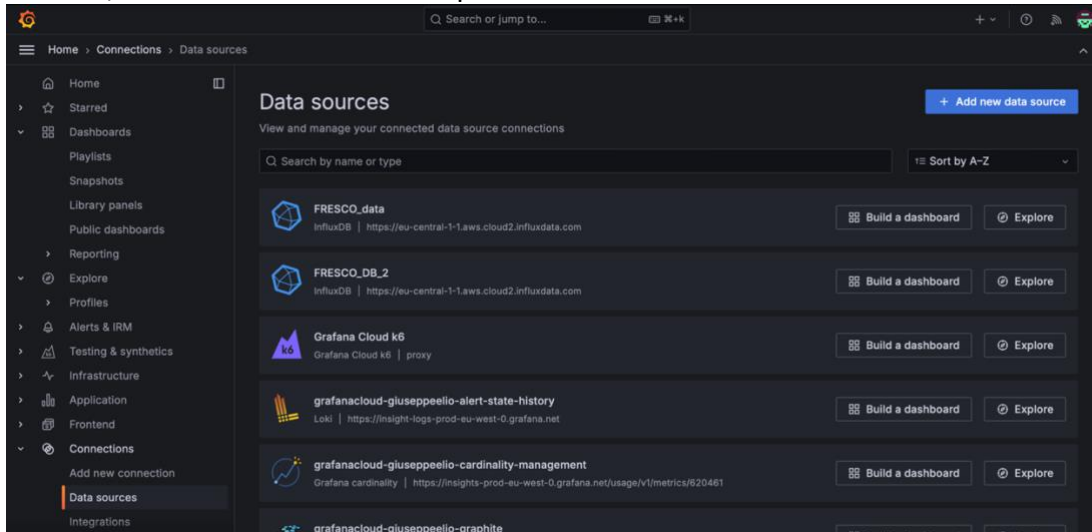 Search or jump to...
⌘+k
Home › Connections › Data sources
Home
Starred
Dashboards
Playlists
Snapshots
Library panels
Public dashboards
Reporting
Explore
Profiles
Alerts & IRM
Testing & synthetics
Infrastructure
Application
Frontend
Connections
Add new connection
Data sources
Integrations
Data sources
+ Add new data source
View and manage your connected data source connections
Search by name or type
Sort by A–Z
FRESCO_data
InfluxDB | https://eu-central-1-1.aws.cloud2.influxdata.com
Build a dashboard
Explore
FRESCO_DB_2
InfluxDB | https://eu-central-1-1.aws.cloud2.influxdata.com
Build a dashboard
Explore
k6
Grafana Cloud k6
Grafana Cloud k6 | proxy
Build a dashboard
Explore
grafanacloud-giuseppeelio-alert-state-history
Loki | https://insight-logs-prod-eu-west-0.grafana.net
Build a dashboard
Explore
grafanacloud-giuseppeelio-cardinality-management
Grafana cardinality | https://insights-prod-eu-west-0.grafana.net/usage/v1/metrics/620461
Build a dashboard
Explore
grafanacloud-giuseppeelio-graphite